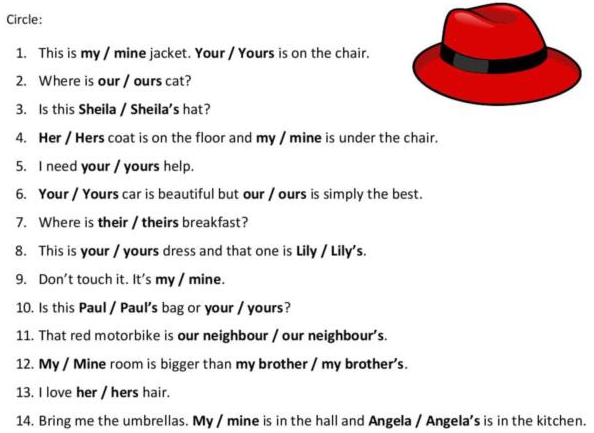 Circle:
1. This is my / mine jacket. Your / Yours is on the chair.
2. Where is our / ours cat?
3. Is this Sheila / Sheila's hat?
4. Her / Hers coat is on the floor and my / mine is under the chair.
5. I need your / yours help.
6. Your / Yours car is beautiful but our / ours is simply the best.
7. Where is their / theirs breakfast?
8. This is your / yours dress and that one is Lily / Lily's.
9. Don't touch it. It's my / mine.
10. Is this Paul / Paul's bag or your / yours?
11. That red motorbike is our neighbour / our neighbour's.
12. My / Mine room is bigger than my brother / my brother's.
13. I love her / hers hair.
14. Bring me the umbrellas. My / mine is in the hall and Angela / Angela's is in the kitchen.